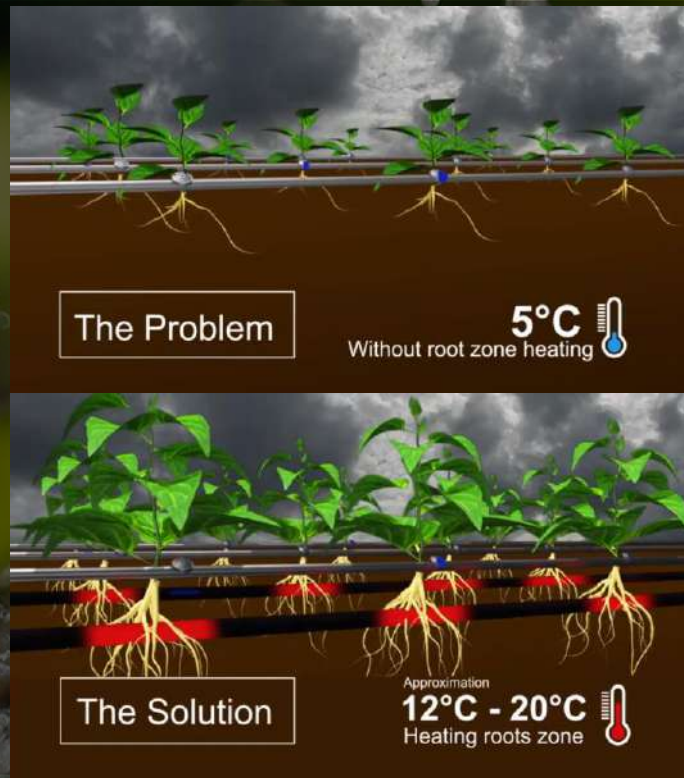 The Problem
5°C
Without root zone heating
The Solution
Approximation
12°C - 20°C
Heating roots zone